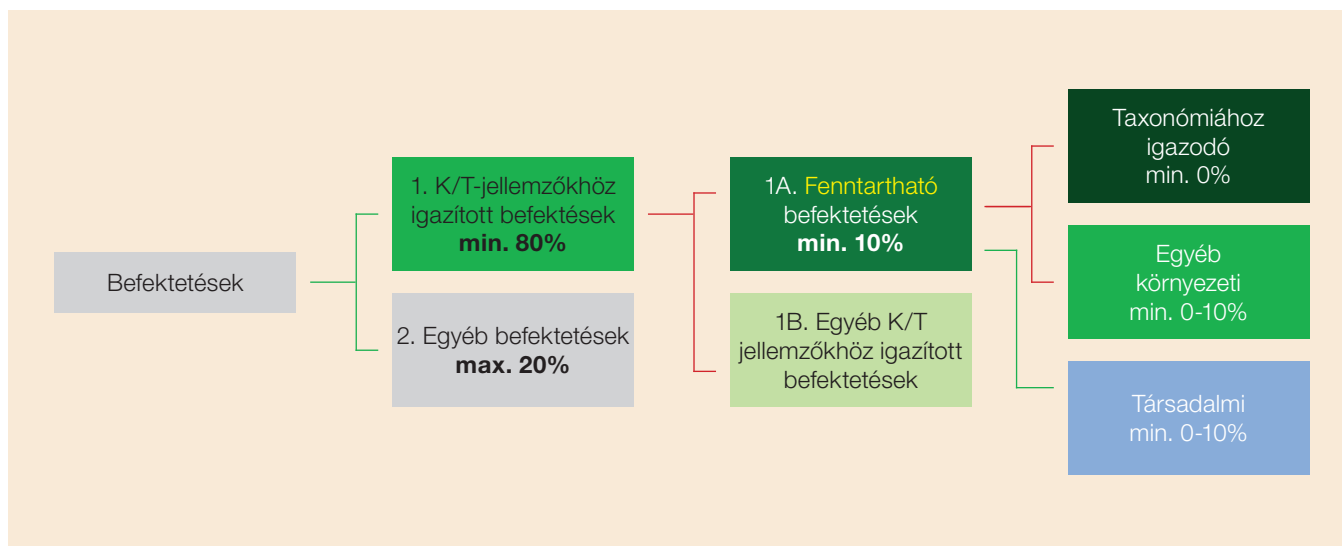 Befektetések
1. K/T-jellemzőkhöz
igazított befektések
min. 80%
2. Egyéb befektetések
max. 20%
1A. Fenntartható
befektetések
min. 10%
1B. Egyéb K/T
jellemzőkhöz igazított
befektetések
Taxonómiához
igazodó
min. 0%
Egyéb
környezeti
min. 0-10%
Társadalmi
min. 0-10%